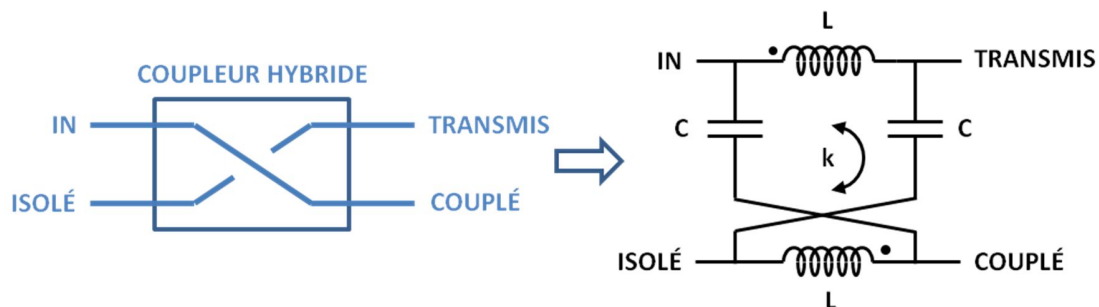 COUPLEUR HYBRIDE
IN
TRANSMIS
ISOLÉ
COUPLÉ
L
IN
TRANSMIS
C
C
k
ISOLÉ
COUPLÉ
L